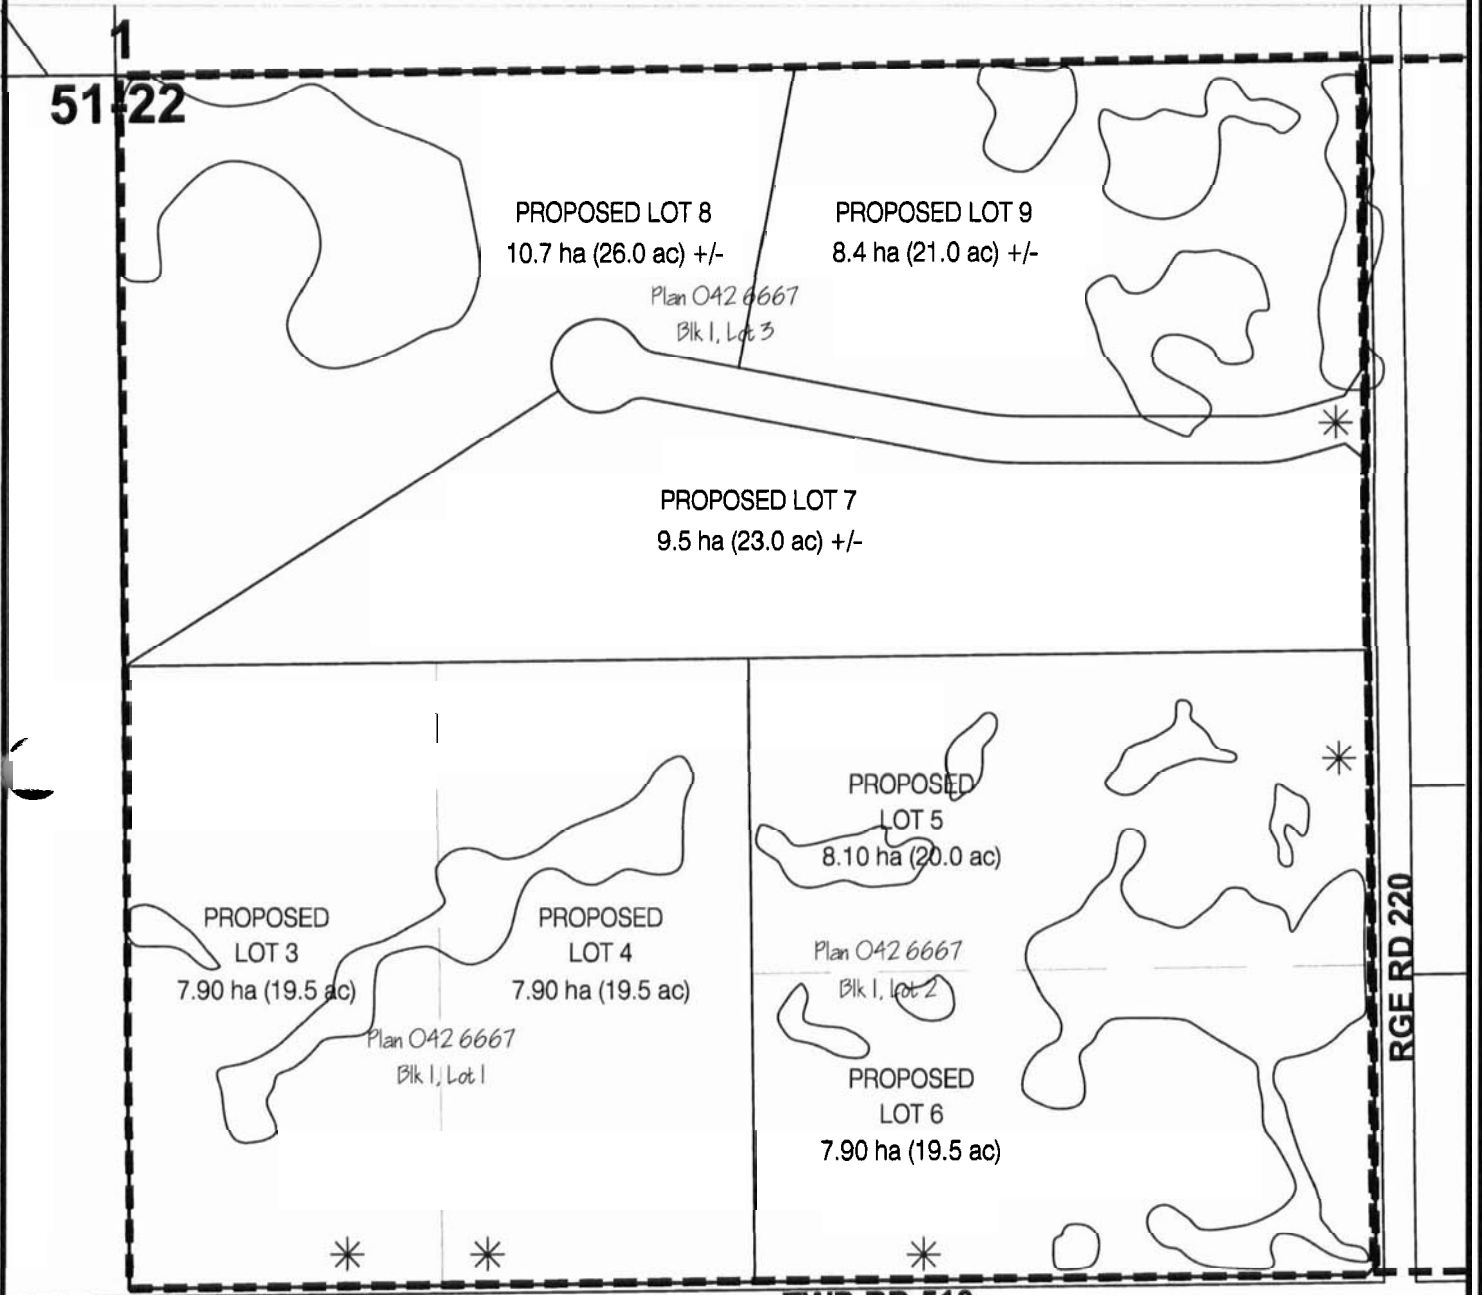 1
51-22
PROPOSED LOT 8
10.7 ha (26.0 ac) +/-
PROPOSED LOT 9
8.4 ha (21.0 ac) +/-
Plan 042 6667
Blk 1, Lot 3
PROPOSED LOT 7
9.5 ha (23.0 ac) +/-
PROPOSED
LOT 5
8.10 ha (20.0 ac)
PROPOSED
LOT 3
7.90 ha (19.5 ac)
PROPOSED
LOT 4
7.90 ha (19.5 ac)
Plan 042 6667
Blk 1, Lot 2
Plan 042 6667
Blk 1, Lot 1
PROPOSED
LOT 6
7.90 ha (19.5 ac)
RGE RD 220